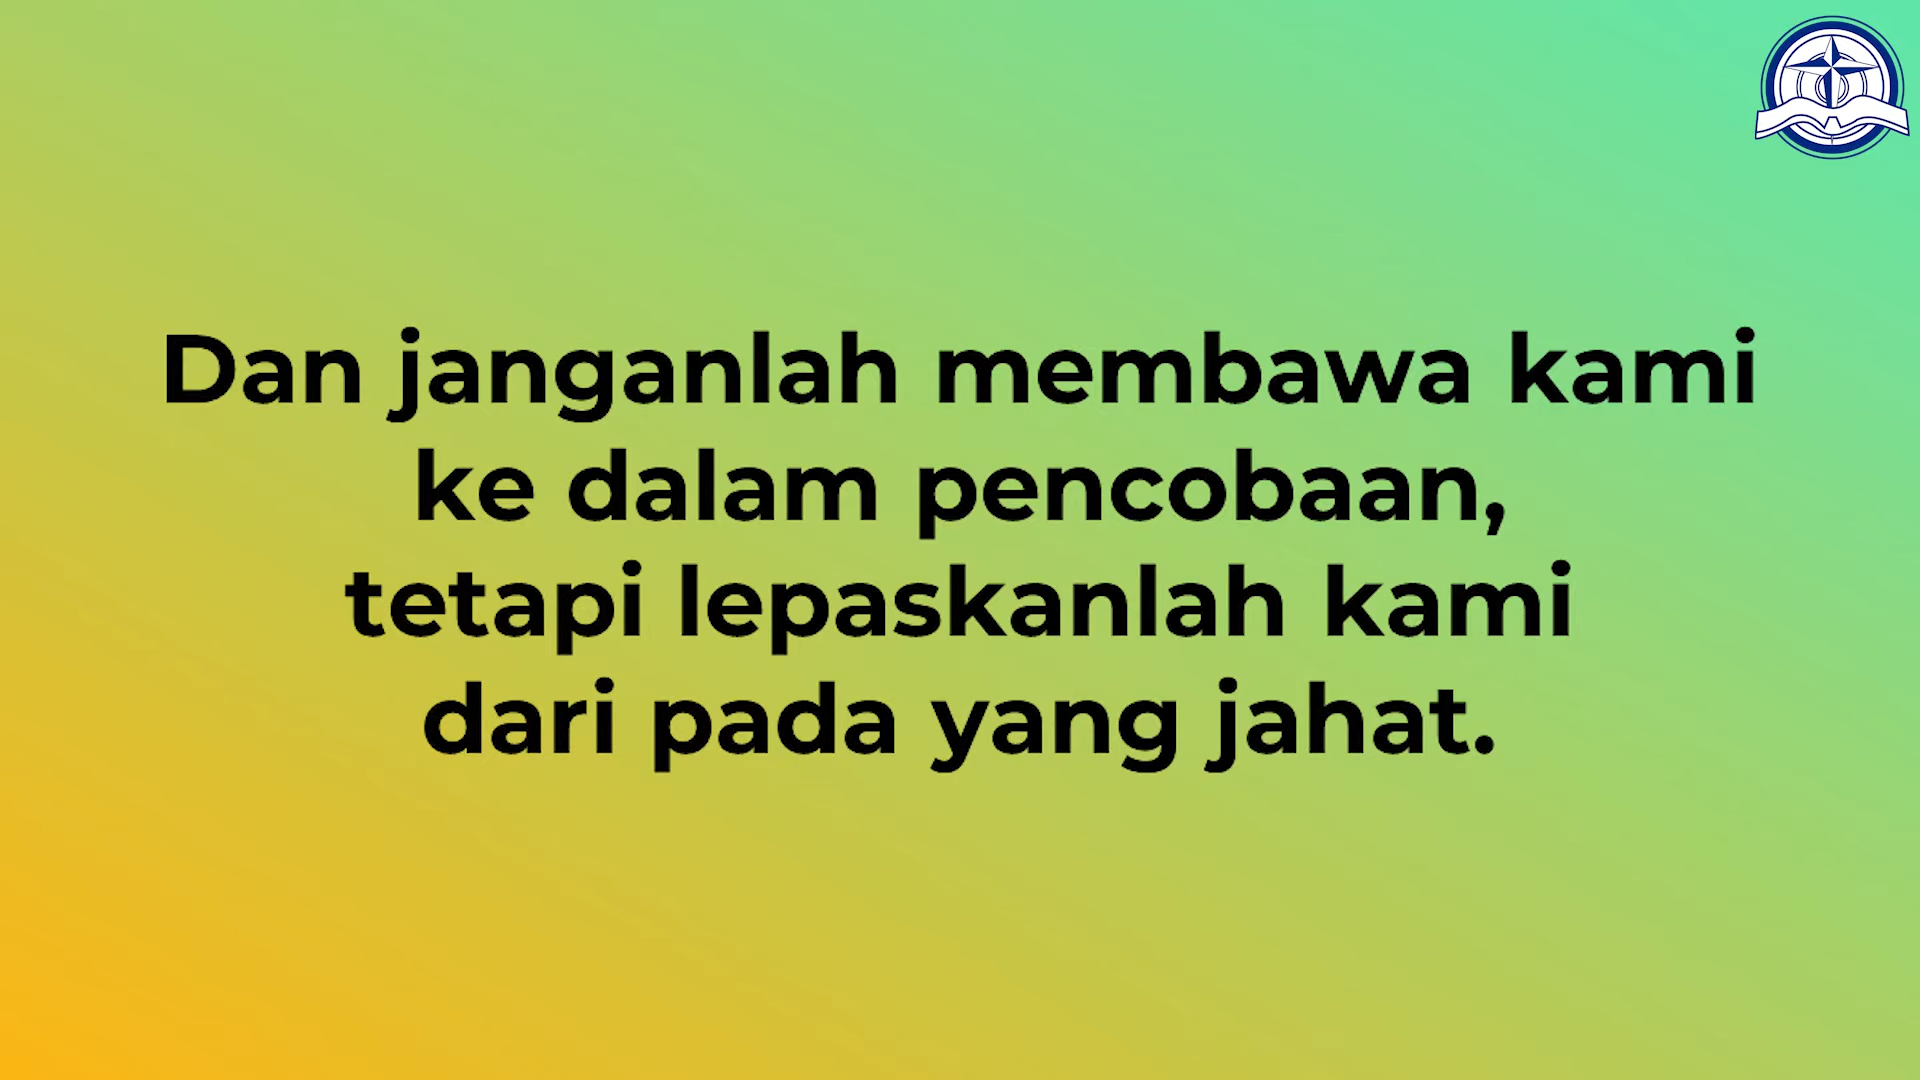 Dan janganlah membawa kami
ke dalam pencobaan,
tetapi lepaskanlah kami
dari pada yang jahat.